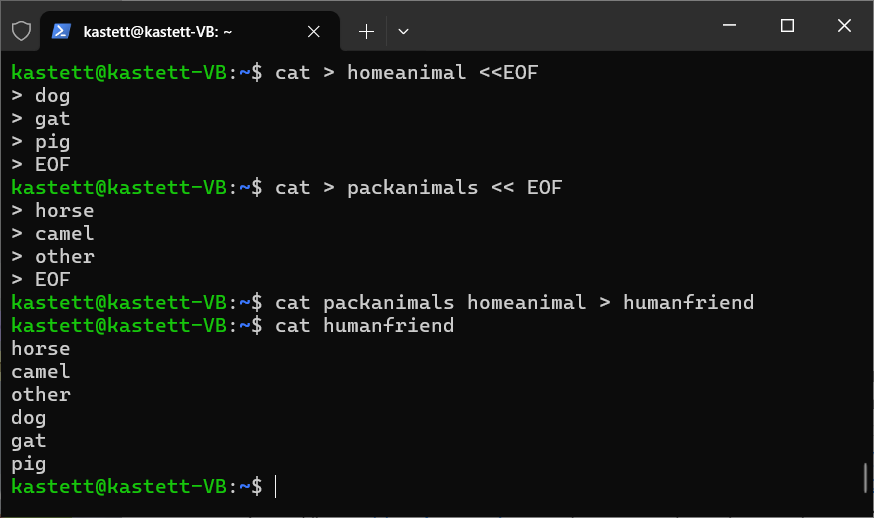 kastett@kastett-VB: ~
kastett@kastett-VB:~$ cat > homeanimal <<EOF
> dog
> gat
> pig
> EOF
kastett@kastett-VB:~$ cat > packanimals << EOF
> horse
> camel
> other
> EOF
kastett@kastett-VB:~$ cat packanimals homeanimal > humanfriend
kastett@kastett-VB:~$ cat humanfriend
horse
camel
other
dog
gat
pig
kastett@kastett-VB:~$